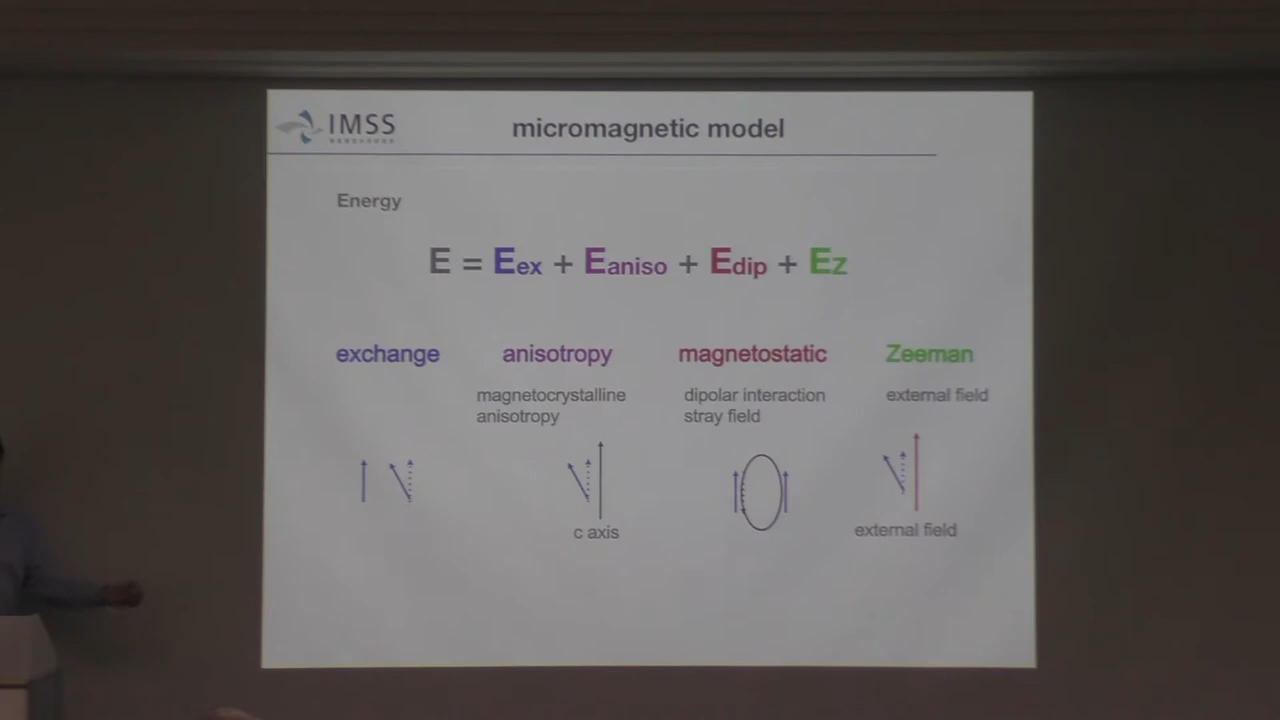 IMSS
micromagnetic model
Energy
E = Eex + Eaniso + Edip + Ez
exchange anisotropy magnetostatic Zeeman
magnetocrystalline anisotropy
dipolar interaction
stray field
external field
c axis
external field